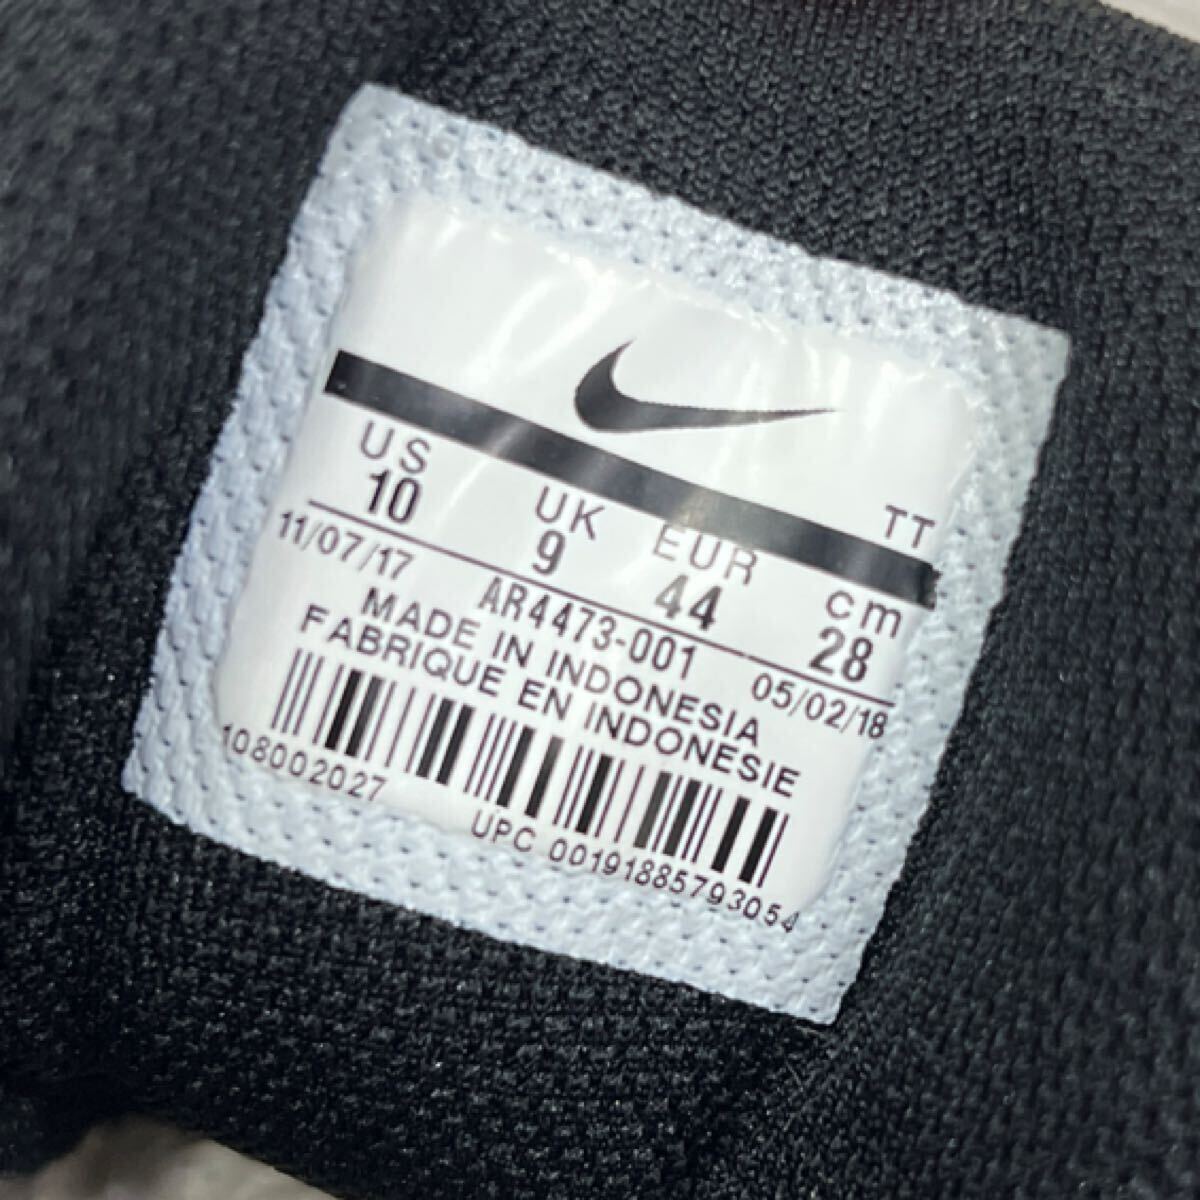 TT
US UK EUR cm
10 9 44 28
11/07/17 AR4473-001 05/02/18
MADE IN INDONESIA
FABRIQUE EN INDONESIE
108002027
UPC 00191885793054